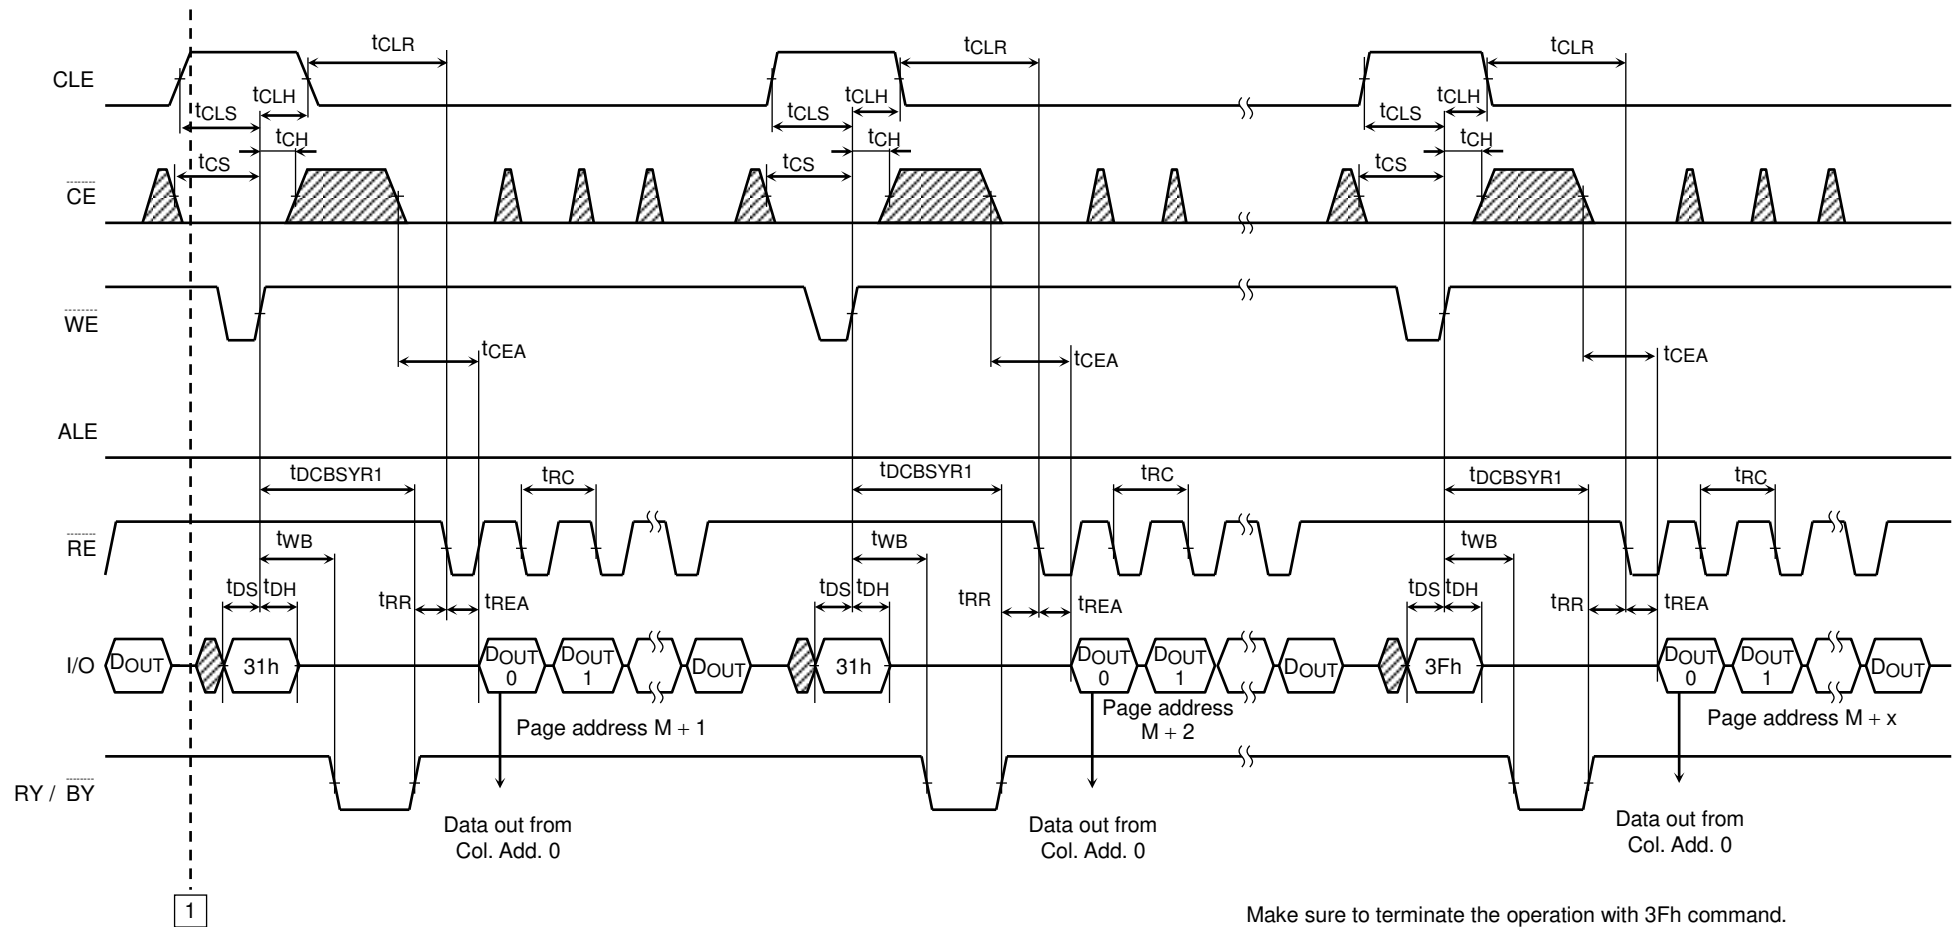 tCLR tCLR tCLR
CLE
tCLH tCLH tCLH
tCLS tCLS tCLS
tCH tCH tCH
tCS tCS tCS
CE
WE
tCEA tCEA tCEA
ALE
tDCBSYR1 tRC tDCBSYR1 tRC tDCBSYR1 tRC
RE
tWB tWB tWB
tDS tDH tDS tDH tDS tDH
tRR tREA tRR tREA tRR tREA
I/O DOUT 31h DOUT 0 DOUT 1 DOUT 31h DOUT 0 DOUT 1 DOUT 3Fh DOUT 0 DOUT 1 DOUT
Page address M + 1
Page address
M + 2
Page address M + x
RY / BY
Data out from
Col. Add. 0
Data out from
Col. Add. 0
Data out from
Col. Add. 0
1
Make sure to terminate the operation with 3Fh command.